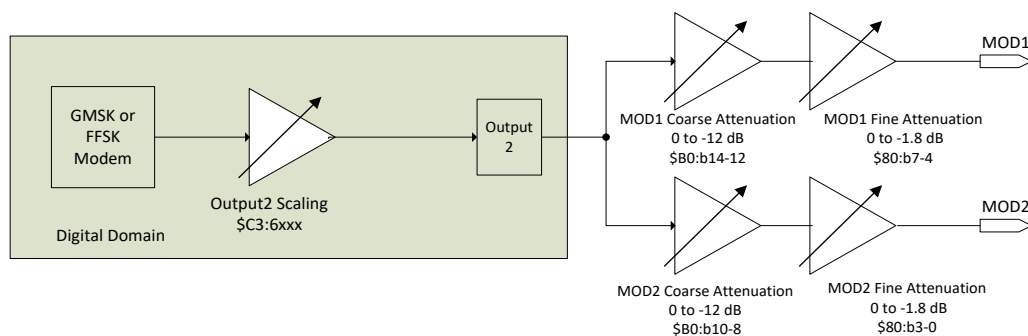 GMSK or
FFSK
Modem
Output2 Scaling
$C3:6xxx
Output
2
Digital Domain
MOD1 Coarse Attenuation
0 to -12 dB
$B0:b14-12
MOD1 Fine Attenuation
0 to -1.8 dB
$80:b7-4
MOD1
MOD2 Coarse Attenuation
0 to -12 dB
$B0:b10-8
MOD2 Fine Attenuation
0 to -1.8 dB
$80:b3-0
MOD2